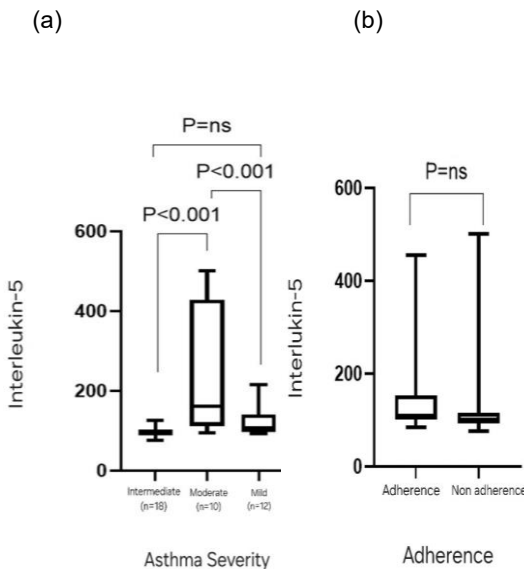 (a)
(b)
P=ns
P<0.001
P<0.001
600
400
200
0
Interleukin-5
Intermediate
(n=18)
Moderate
(n=10)
Mild
(n=12)
Asthma Severity
P=ns
600
400
200
0
Interlukin-5
Adherence
Non adherence
Adherence